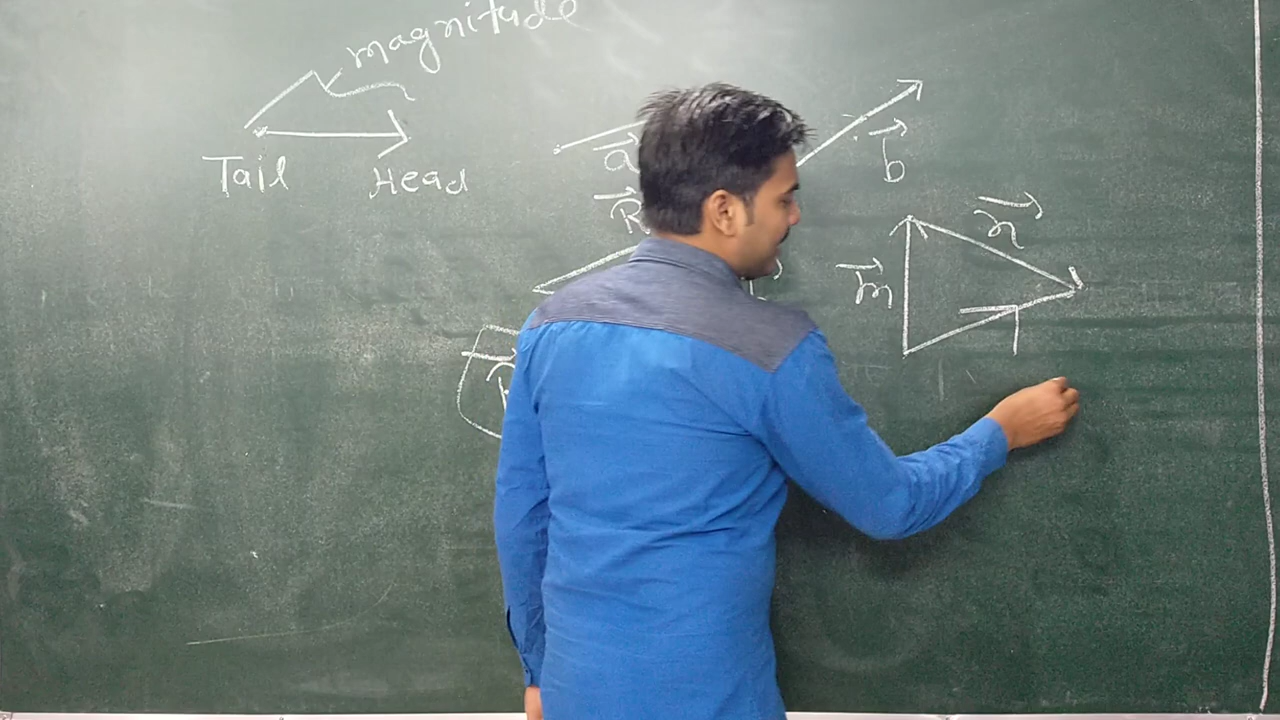 magnitude
Tail Head
a⃗
b⃗
R⃗
m⃗
n⃗